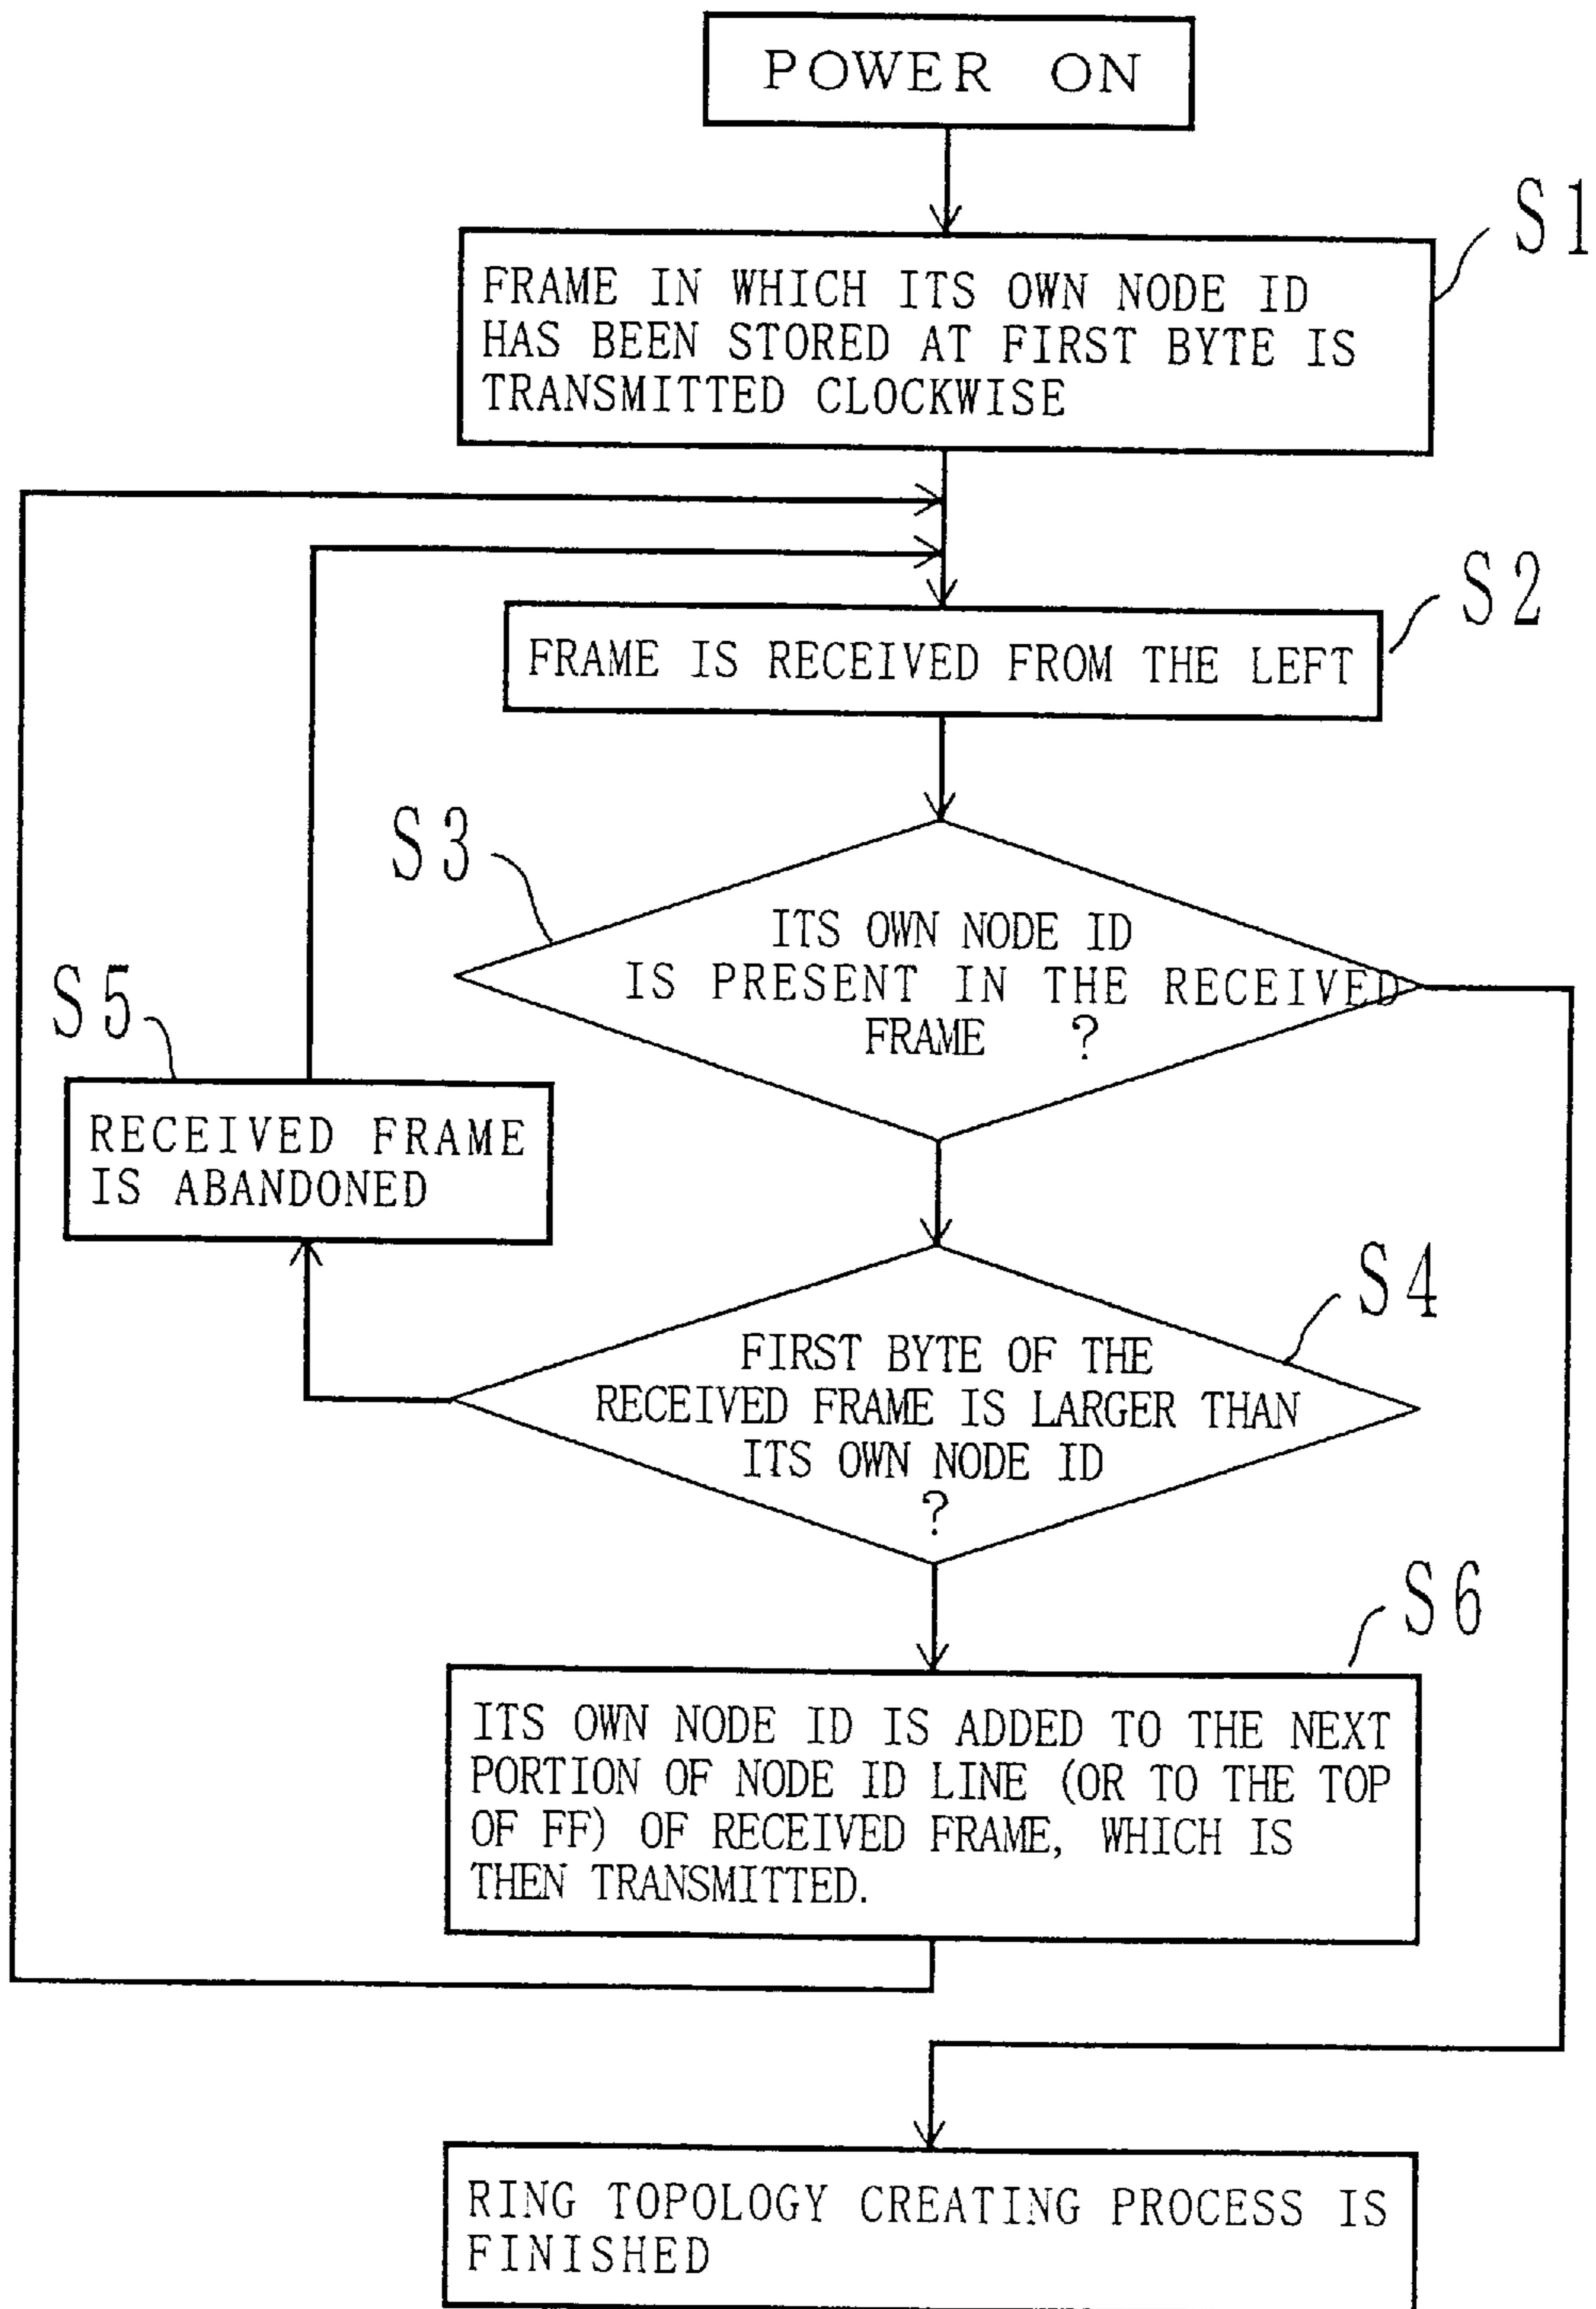 POWER ON
S1
FRAME IN WHICH ITS OWN NODE ID
HAS BEEN STORED AT FIRST BYTE IS
TRANSMITTED CLOCKWISE
S2
FRAME IS RECEIVED FROM THE LEFT
S3
ITS OWN NODE ID
IS PRESENT IN THE RECEIVED
FRAME ?
S5
RECEIVED FRAME
IS ABANDONED
S4
FIRST BYTE OF THE
RECEIVED FRAME IS LARGER THAN
ITS OWN NODE ID
?
S6
ITS OWN NODE ID IS ADDED TO THE NEXT
PORTION OF NODE ID LINE (OR TO THE TOP
OF FF) OF RECEIVED FRAME, WHICH IS
THEN TRANSMITTED.
RING TOPOLOGY CREATING PROCESS IS
FINISHED